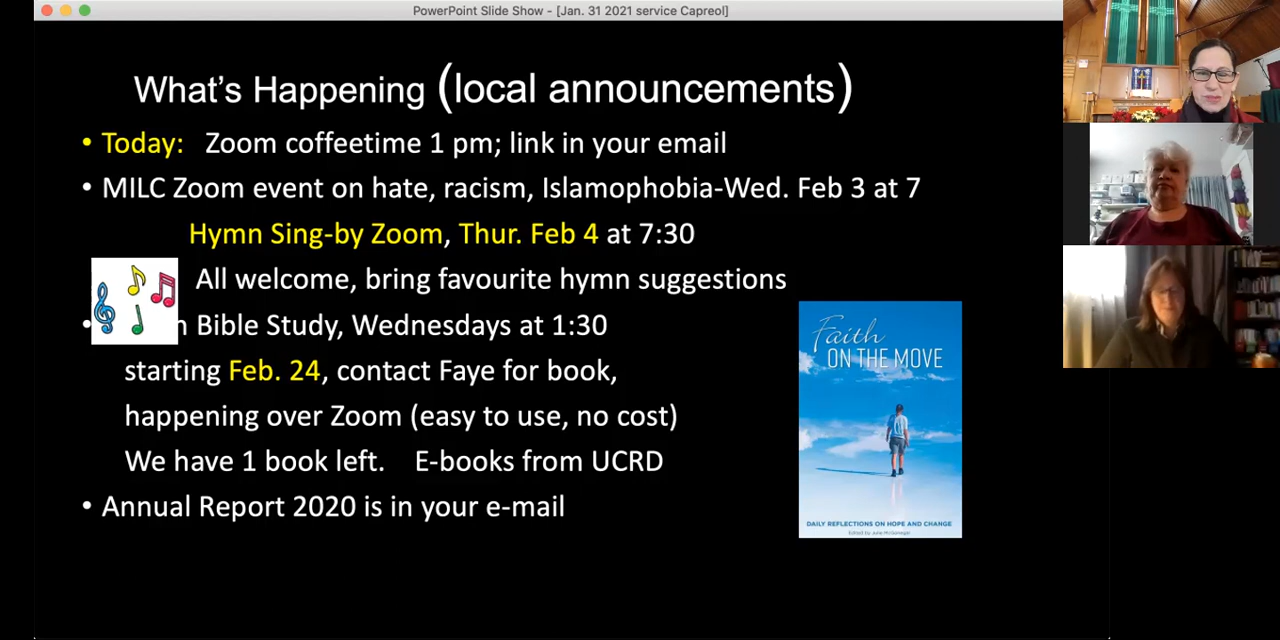 PowerPoint Slide Show - [Jan. 31 2021 service Capreol]
What's Happening (local announcements)
• Today: Zoom coffeetime 1 pm; link in your email
• MILC Zoom event on hate, racism, Islamophobia-Wed. Feb 3 at 7
Hymn Sing-by Zoom, Thur. Feb 4 at 7:30
All welcome, bring favourite hymn suggestions
Bible Study, Wednesdays at 1:30
starting Feb. 24, contact Faye for book,
happening over Zoom (easy to use, no cost)
We have 1 book left. E-books from UCRD
• Annual Report 2020 is in your e-mail
Faith
ON THE MOVE
DAILY REFLECTIONS ON HOPE AND CHANGE